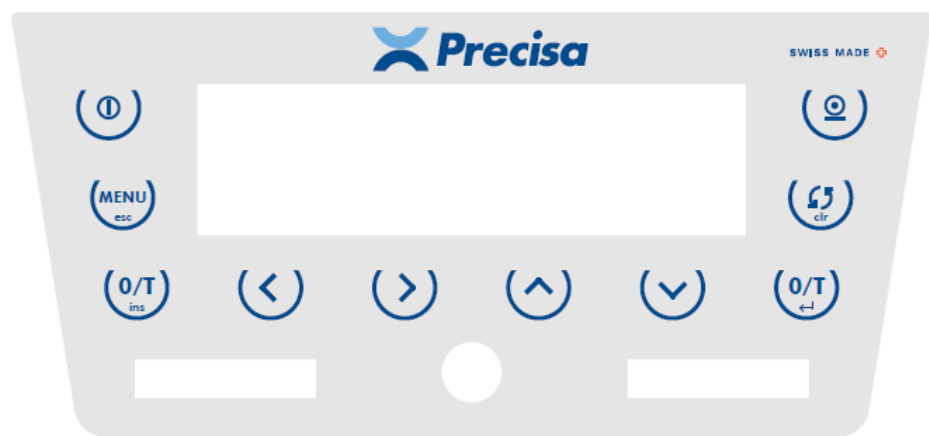 Precisa
SWISS MADE
MENU
esc
clr
0/T
ins
0/T